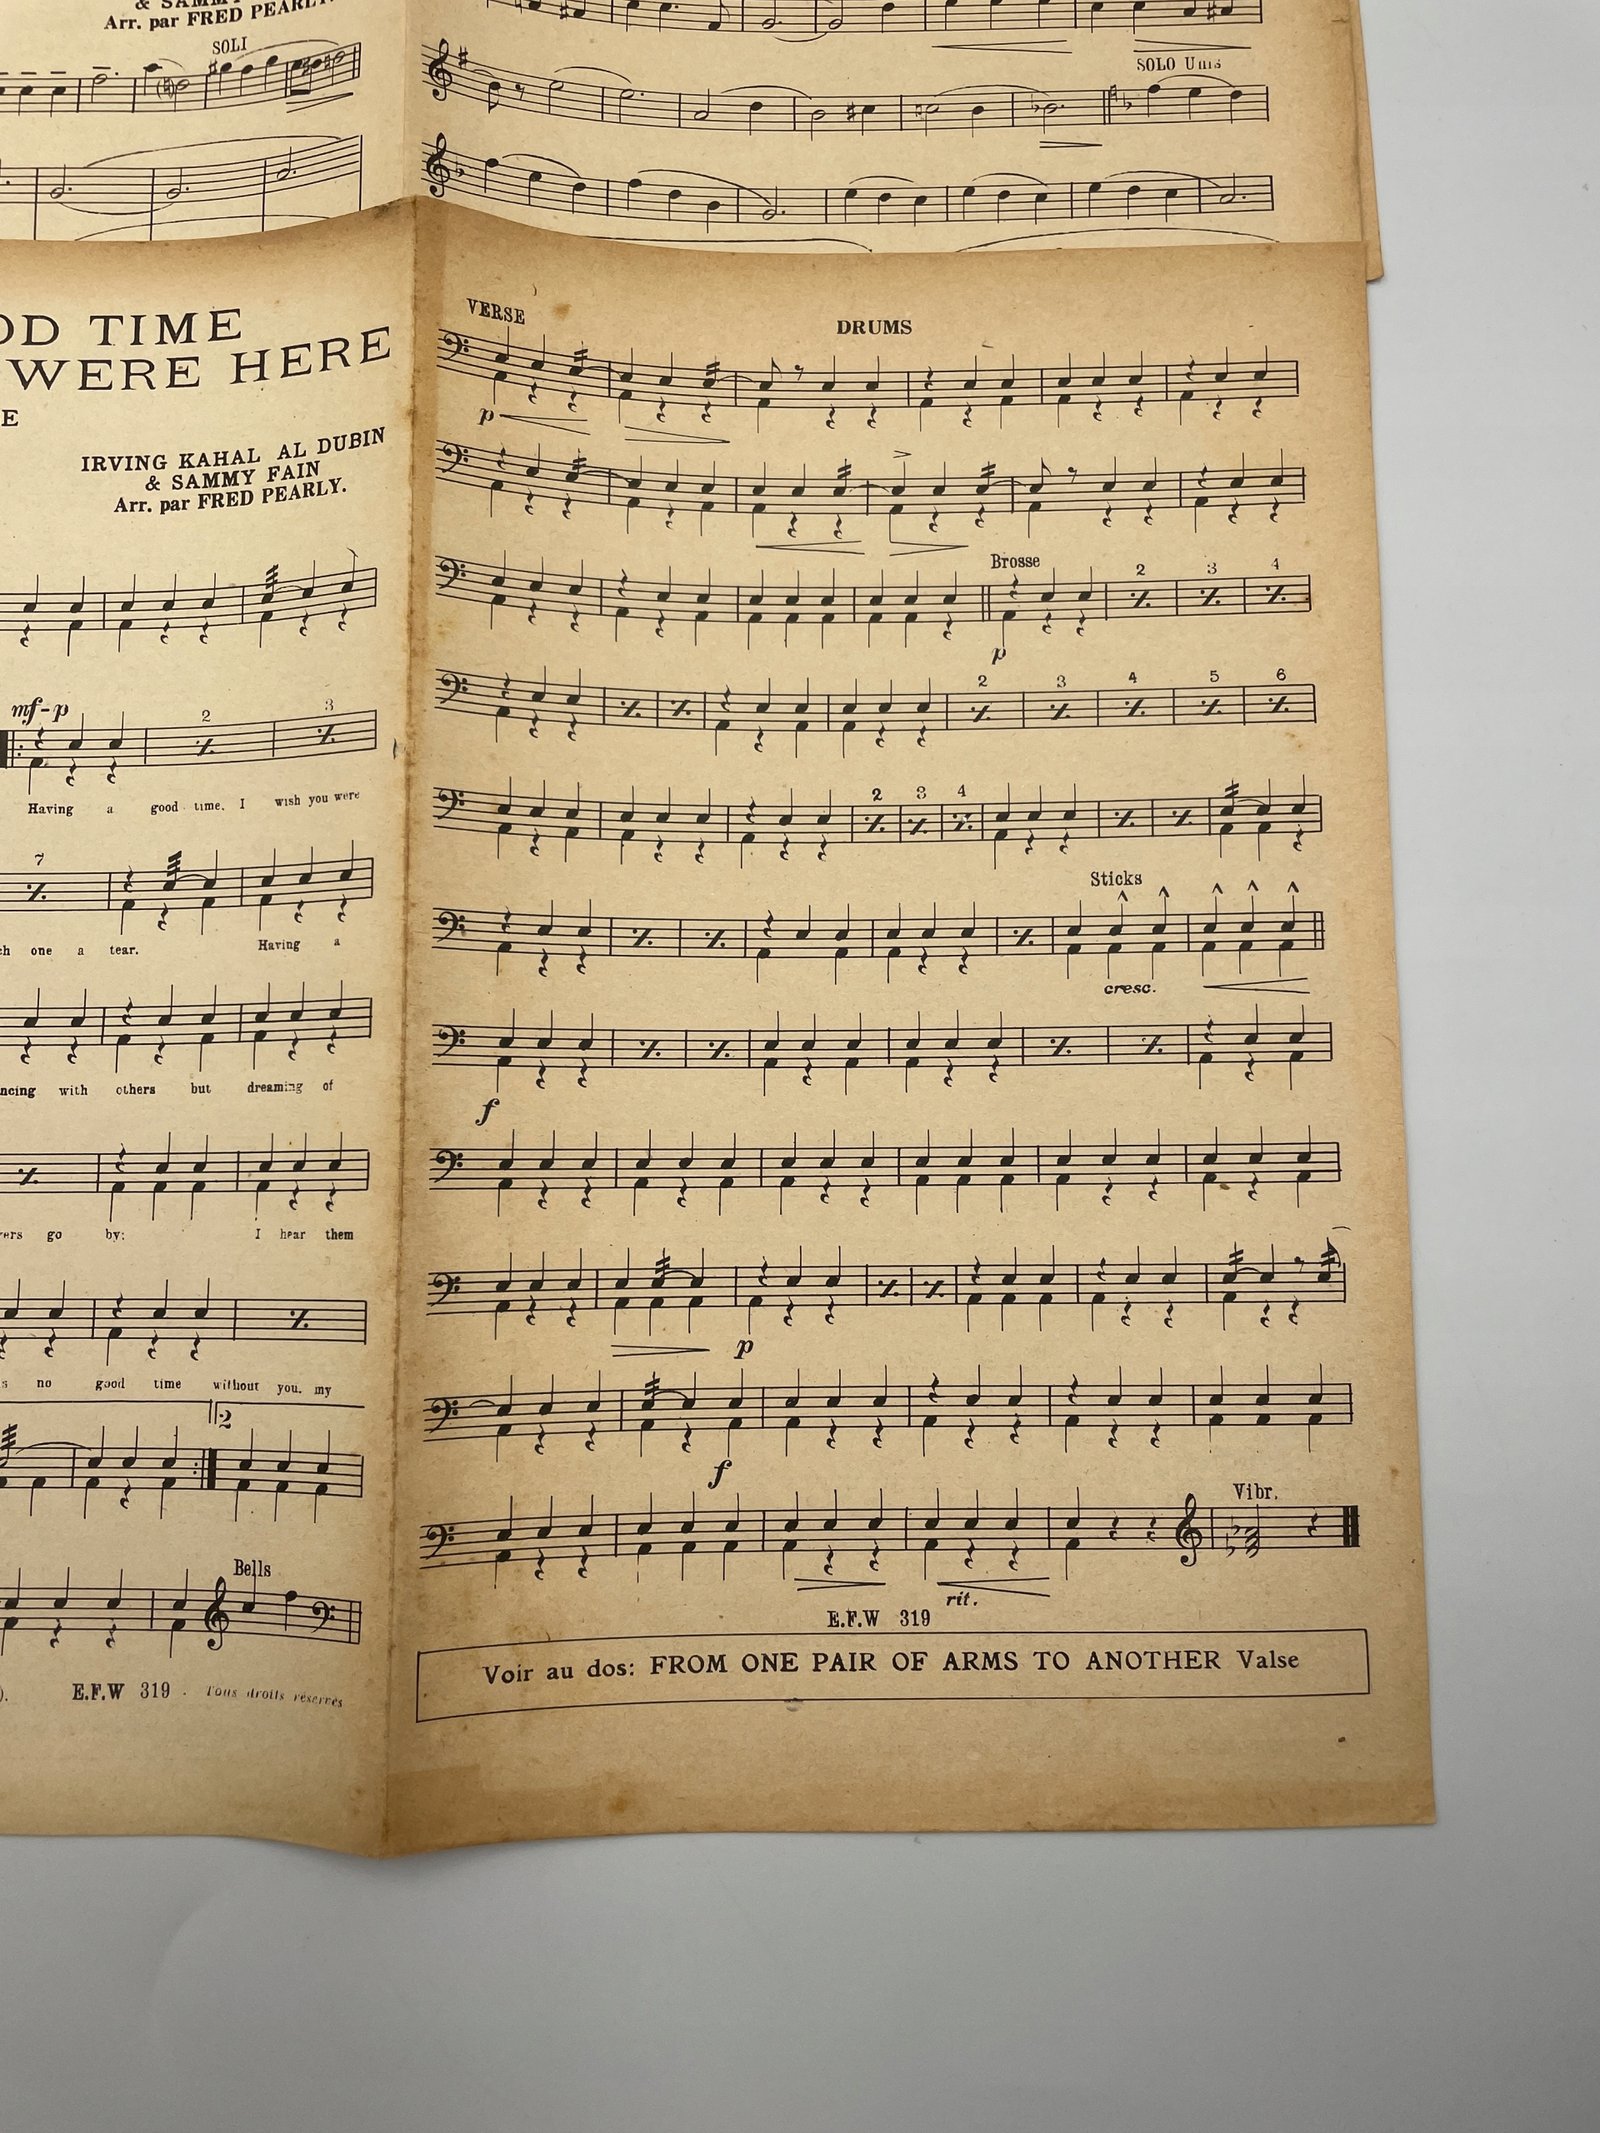 & SAMMY
Arr. par FRED PEARLY.
SOLI
SOLO Unis
OD TIME
WERE HERE
E
IRVING KAHAL AL DUBIN
& SAMMY FAIN
Arr. par FRED PEARLY.
mf-p
2
3
Having a good time. I wish you were
7
ch one a tear. Having a
ncing with others but dreaming of
ers go by; I hear them
s no good time without you. my
2
Bells
). E.F.W 319 . Tous droits réservés
VERSE
DRUMS
p
Brosse
2 3 4
p
2 3 4 5 6
2 3 4
Sticks
cresc.
f
p
f
Vibr.
rit.
E.F.W 319
Voir au dos: FROM ONE PAIR OF ARMS TO ANOTHER Valse